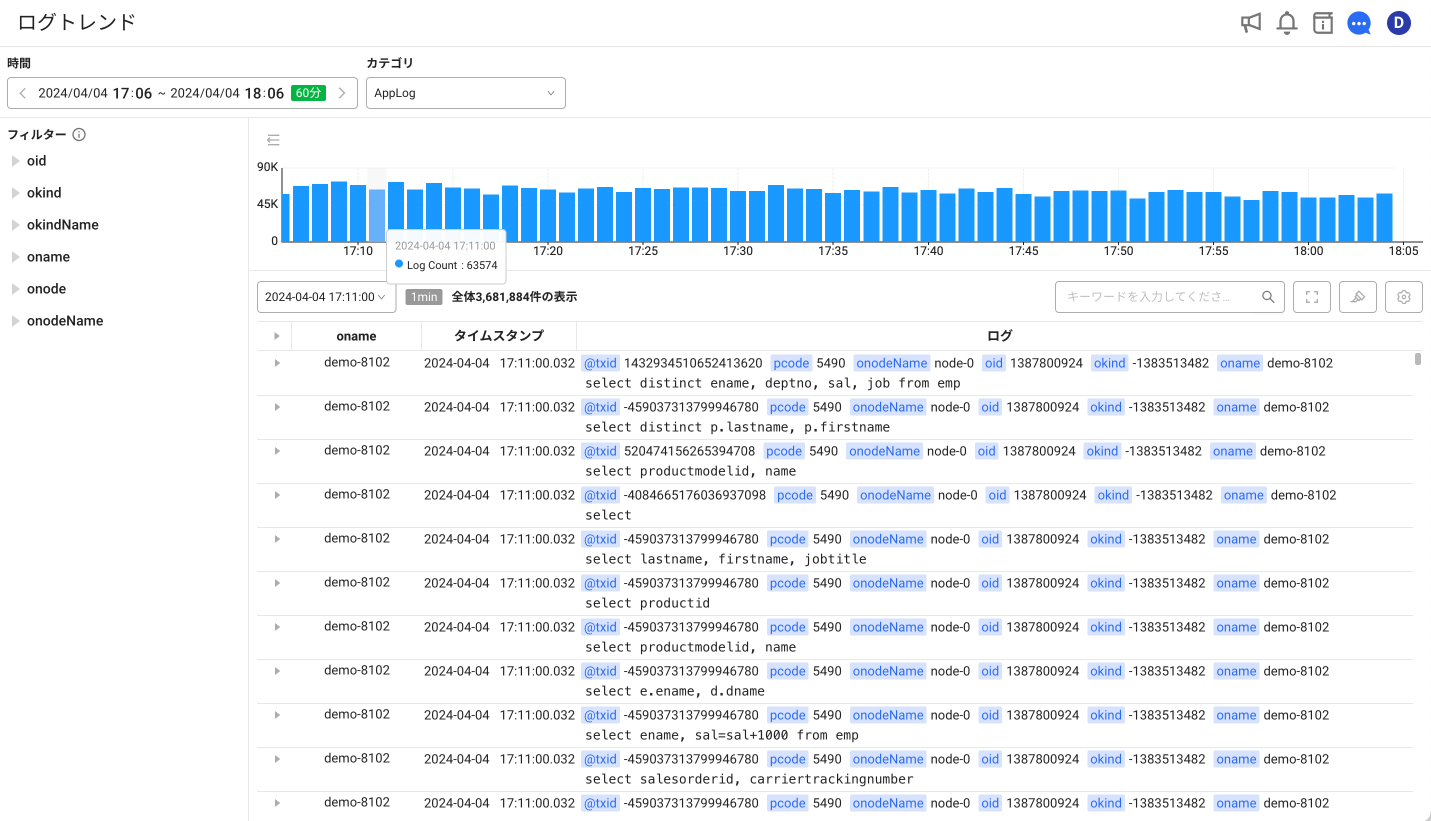 ログトレンド
D
時間
カテゴリ
2024/04/04 17:06 ~ 2024/04/04 18:06 60分
AppLog
フィルター
oid
okind
okindName
oname
onode
onodeName
90K
45K
0
17:10 17:20 17:25 17:30 17:35 17:40 17:45 17:50 17:55 18:00 18:05
2024-04-04 17:11:00
Log Count : 63574
2024-04-04 17:11:00 1min 全体3,681,884件の表示 キーワードを入力してくださ...
oname タイムスタンプ ログ
demo-8102 2024-04-04 17:11:00.032 @txid 1432934510652413620 pcode 5490 onodeName node-0 oid 1387800924 okind -1383513482 oname demo-8102
select distinct ename, deptno, sal, job from emp
demo-8102 2024-04-04 17:11:00.032 @txid -459037313799946780 pcode 5490 onodeName node-0 oid 1387800924 okind -1383513482 oname demo-8102
select distinct p.lastname, p.firstname
demo-8102 2024-04-04 17:11:00.032 @txid 520474156265394708 pcode 5490 onodeName node-0 oid 1387800924 okind -1383513482 oname demo-8102
select productmodelid, name
demo-8102 2024-04-04 17:11:00.032 @txid -4084665176036937098 pcode 5490 onodeName node-0 oid 1387800924 okind -1383513482 oname demo-8102
select
demo-8102 2024-04-04 17:11:00.032 @txid -459037313799946780 pcode 5490 onodeName node-0 oid 1387800924 okind -1383513482 oname demo-8102
select lastname, firstname, jobtitle
demo-8102 2024-04-04 17:11:00.032 @txid -459037313799946780 pcode 5490 onodeName node-0 oid 1387800924 okind -1383513482 oname demo-8102
select productid
demo-8102 2024-04-04 17:11:00.032 @txid -459037313799946780 pcode 5490 onodeName node-0 oid 1387800924 okind -1383513482 oname demo-8102
select productmodelid, name
demo-8102 2024-04-04 17:11:00.032 @txid -459037313799946780 pcode 5490 onodeName node-0 oid 1387800924 okind -1383513482 oname demo-8102
select e.ename, d.dname
demo-8102 2024-04-04 17:11:00.032 @txid -459037313799946780 pcode 5490 onodeName node-0 oid 1387800924 okind -1383513482 oname demo-8102
select ename, sal=sal+1000 from emp
demo-8102 2024-04-04 17:11:00.032 @txid -459037313799946780 pcode 5490 onodeName node-0 oid 1387800924 okind -1383513482 oname demo-8102
select salesorderid, carriertrackingnumber
demo-8102 2024-04-04 17:11:00.032 @txid -459037313799946780 pcode 5490 onodeName node-0 oid 1387800924 okind -1383513482 oname demo-8102